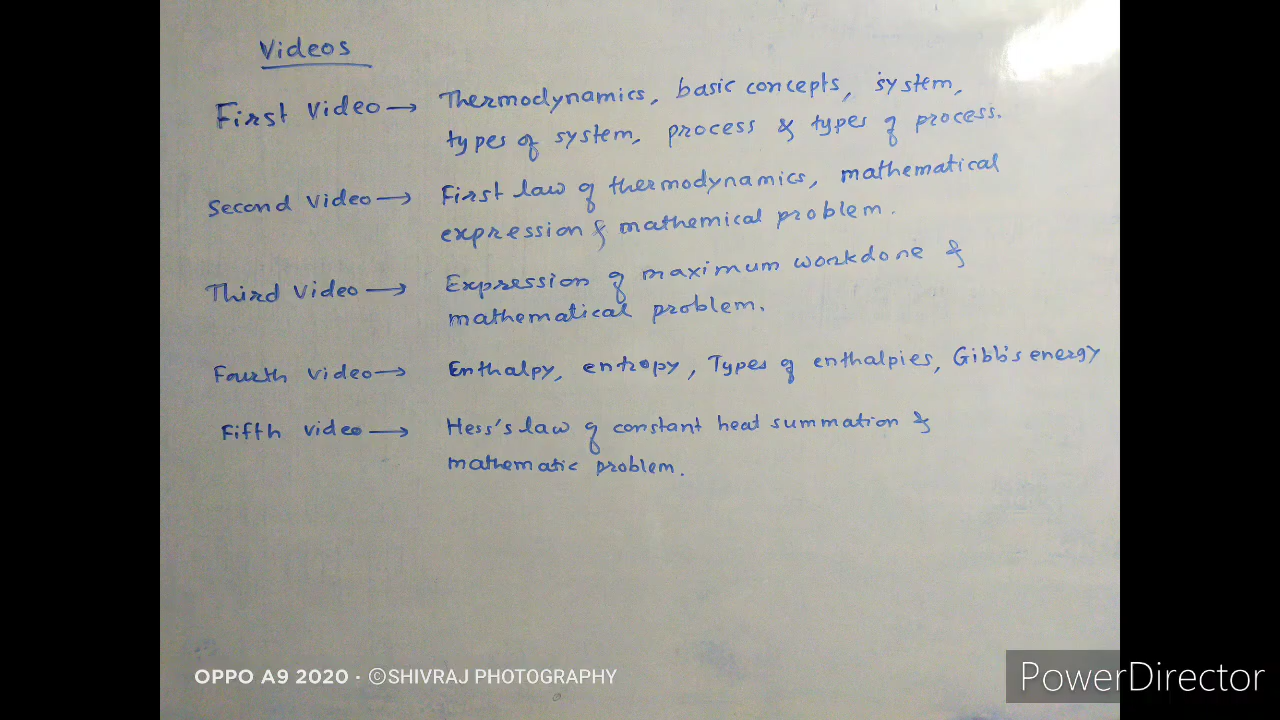 Videos
First Video → Thermodynamics, basic concepts, system,
types of system, process & types of process.
Second Video → First law of thermodynamics, mathematical
expression & mathemical problem.
Third Video → Expression of maximum workdone &
mathematical problem.
Fourth Video → Enthalpy, entropy, Types of enthalpies, Gibb's energy
Fifth Video → Hess's law of constant heat summation &
mathematic problem.
OPPO A9 2020 · ©SHIVRAJ PHOTOGRAPHY
PowerDirector